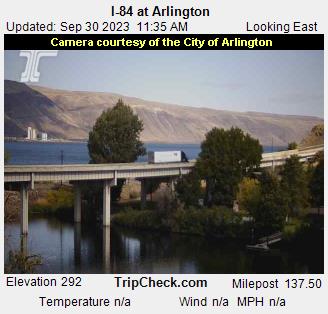 I-84 at Arlington
Updated: Sep 30 2023 11:35 AM Looking East
Camera courtesy of the City of Arlington
Elevation 292 TripCheck.com Milepost 137.50
Temperature n/a Wind n/a MPH n/a